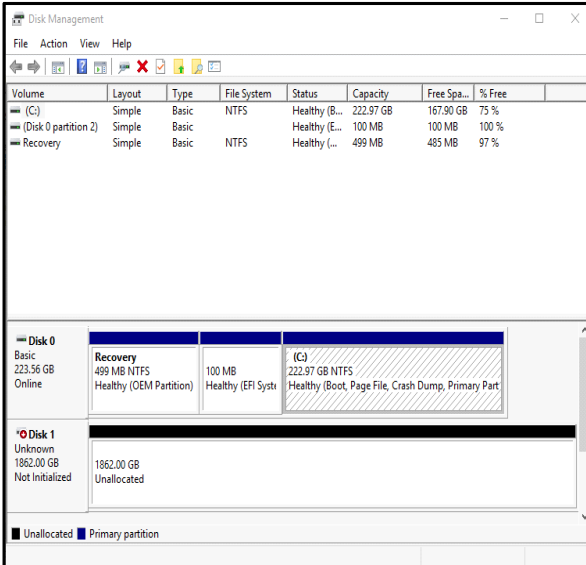 Disk Management
File Action View Help
Volume Layout Type File System Status Capacity Free Spa... % Free
(C:) Simple Basic NTFS Healthy (B... 222.97 GB 167.90 GB 75 %
(Disk 0 partition 2) Simple Basic Healthy (E... 100 MB 100 MB 100 %
Recovery Simple Basic NTFS Healthy (... 499 MB 485 MB 97 %
Disk 0
Basic
223.56 GB
Online
Recovery
499 MB NTFS
Healthy (OEM Partition)
100 MB
Healthy (EFI Syste
(C:)
222.97 GB NTFS
Healthy (Boot, Page File, Crash Dump, Primary Part
Disk 1
Unknown
1862.00 GB
Not Initialized
1862.00 GB
Unallocated
Unallocated Primary partition